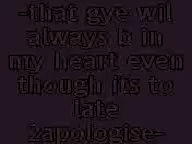 -that gye wil
always b in
my heart even
though its to
late
2apologise-